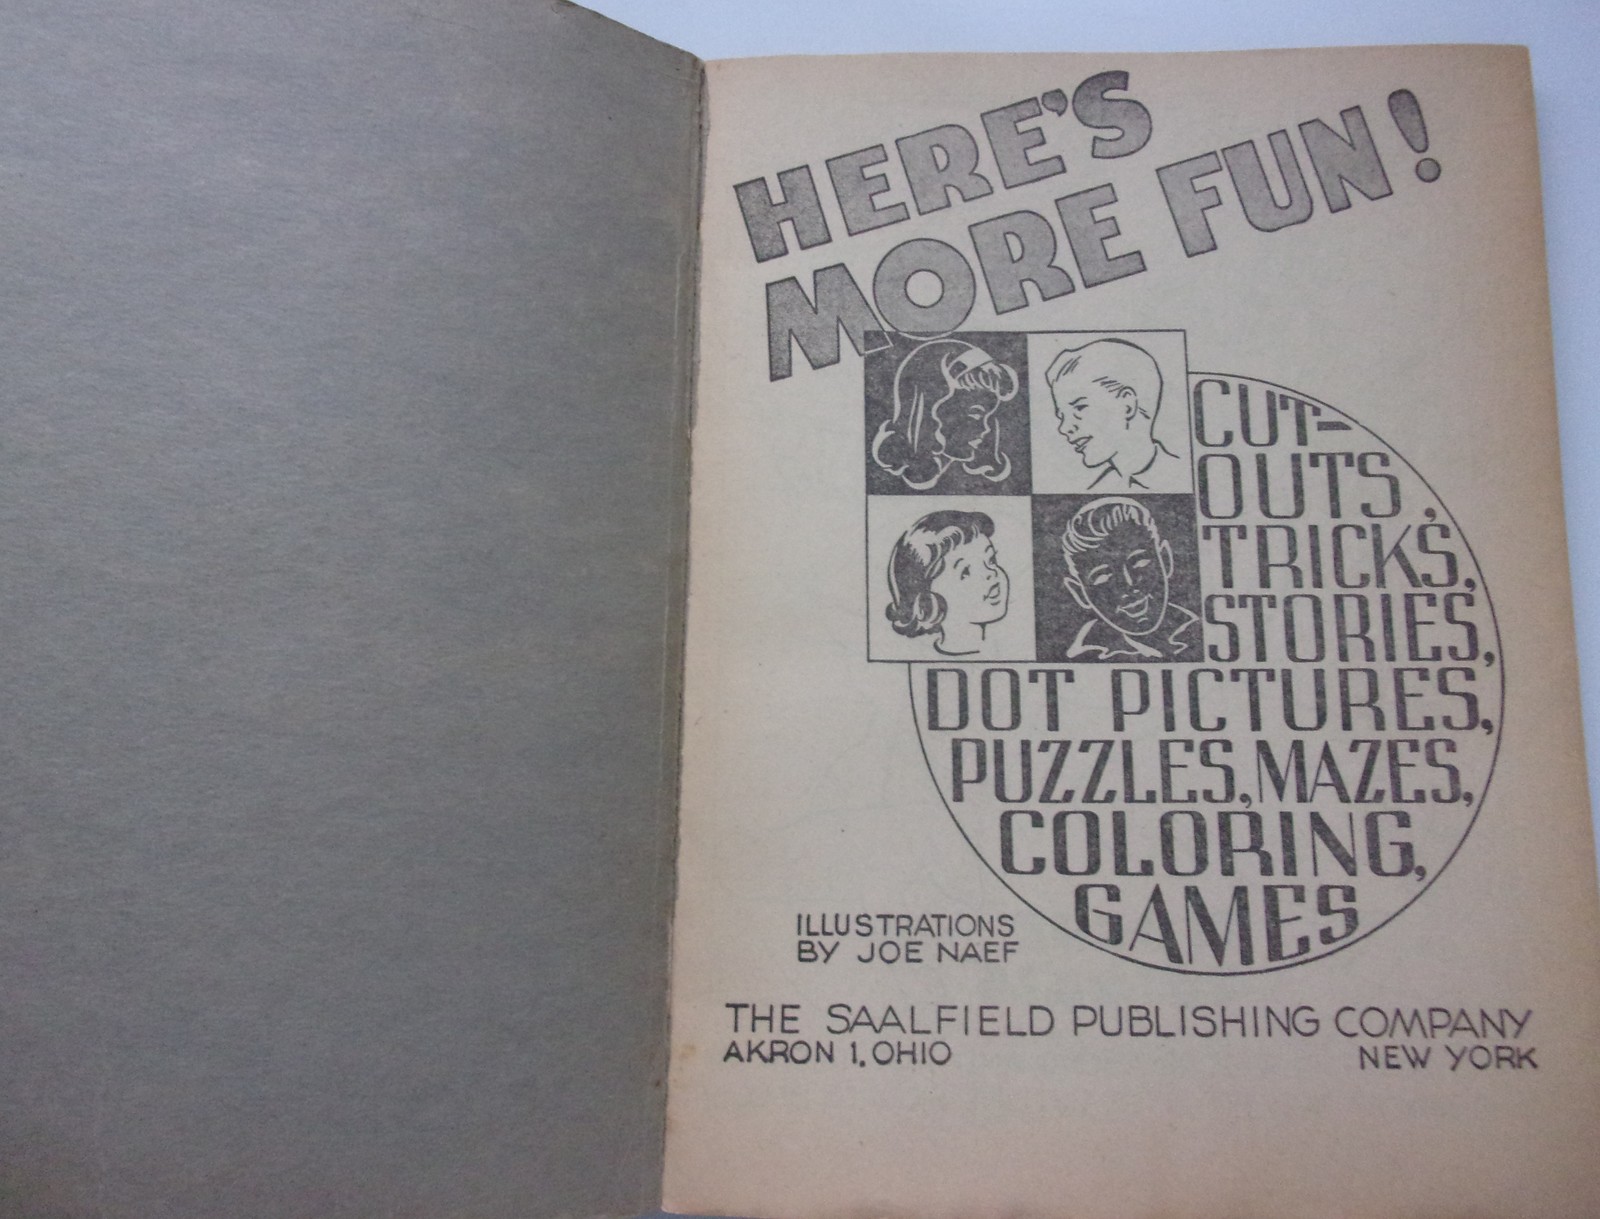 HERE'S
MORE FUN!
CUT-
OUTS,
TRICKS,
STORIES,
DOT PICTURES,
PUZZLES, MAZES,
COLORING,
GAMES
ILLUSTRATIONS
BY JOE NAEF
THE SAALFIELD PUBLISHING COMPANY
AKRON 1, OHIO NEW YORK